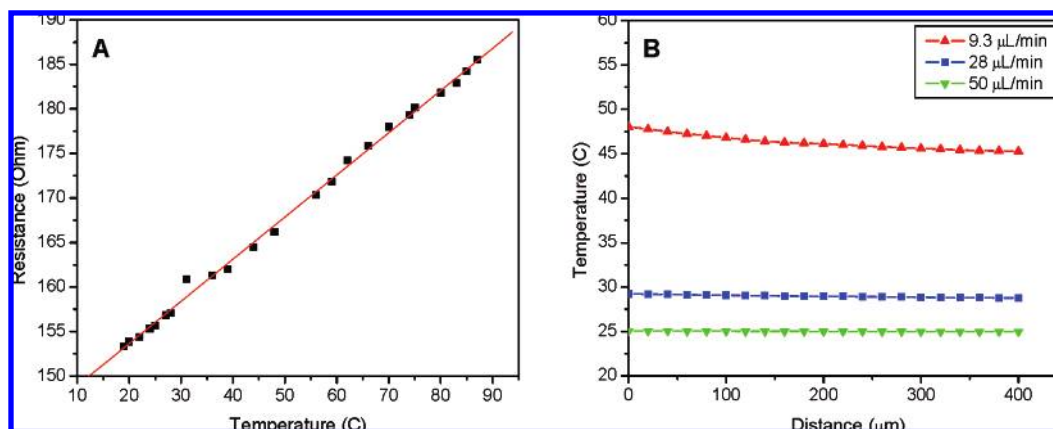 A
Resistance (Ohm)
190
185
180
175
170
165
160
155
150
10 20 30 40 50 60 70 80 90
Temperature (C)
B
Temperature (C)
60
55
50
45
40
35
30
25
20
0 100 200 300 400
Distance (μm)
9.3 μL/min
28 μL/min
50 μL/min